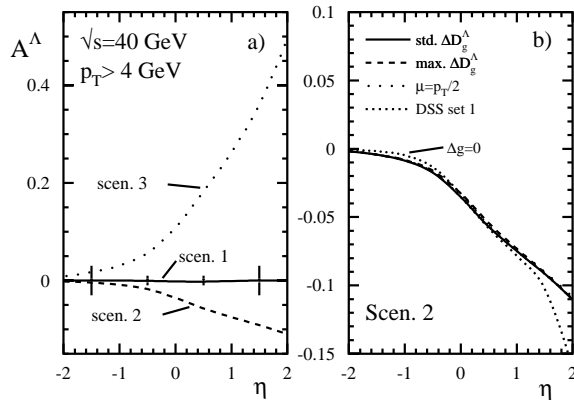 A^Λ
√s=40 GeV
p_T> 4 GeV
a)
scen. 3
scen. 1
scen. 2
0.4
0.2
0
-2 -1 0 1 2
η
b)
std. ΔD_g^Λ
max. ΔD_g^Λ
μ=p_T/2
DSS set 1
Δg=0
Scen. 2
0.1
0.05
0
-0.05
-0.1
-0.15
-2 -1 0 1 2
η